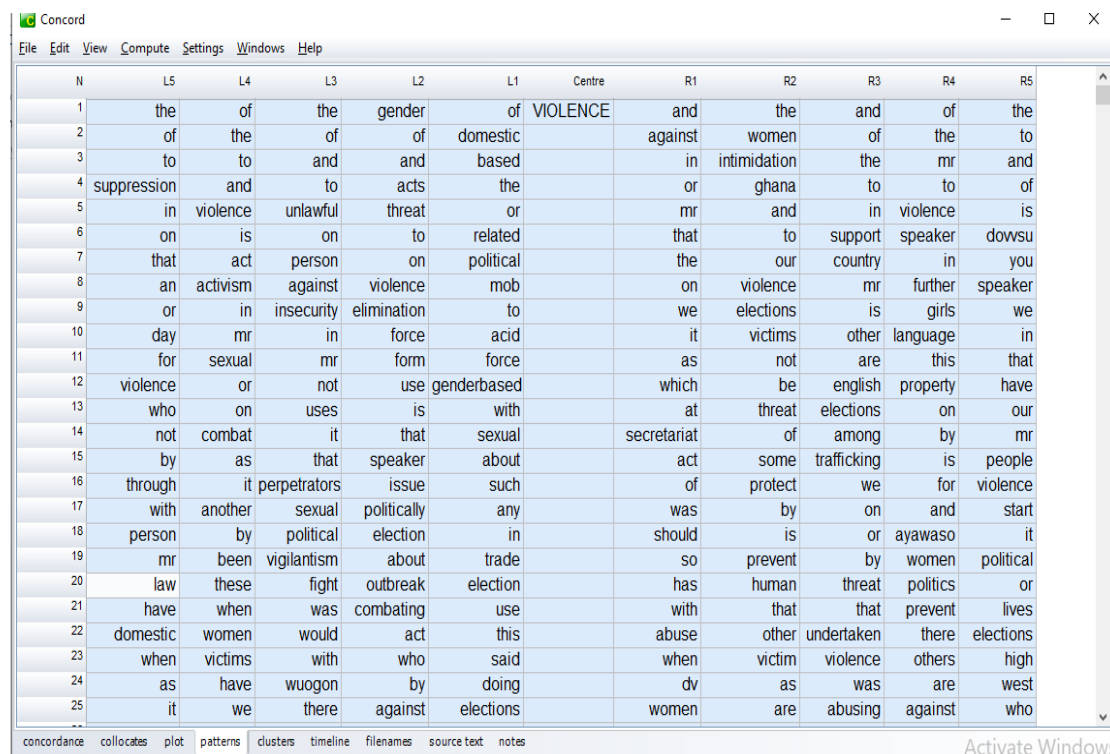 Concord
File Edit View Compute Settings Windows Help
N L5 L4 L3 L2 L1 Centre R1 R2 R3 R4 R5
1 the of the gender of VIOLENCE and the and of the
2 of the of of domestic against women of the to
3 to to and and based in intimidation the mr and
4 suppression and to acts the or ghana to to of
5 in violence unlawful threat or mr and in violence is
6 on is on to related that to support speaker dovvsu
7 that act person on political the our country in you
8 an activism against violence mob on violence mr further speaker
9 or in insecurity elimination to we elections is girls we
10 day mr in force acid it victims other language in
11 for sexual mr form force as not are this that
12 violence or not use genderbased which be english property have
13 who on uses is with at threat elections on our
14 not combat it that sexual secretariat of among by mr
15 by as that speaker about act some trafficking is people
16 through it perpetrators issue such of protect we for violence
17 with another sexual politically any was by on and start
18 person by political election in should is or ayawaso it
19 mr been vigilantism about trade so prevent by women political
20 law these fight outbreak election has human threat politics or
21 have when was combating use with that that prevent lives
22 domestic women would act this abuse other undertaken there elections
23 when victims with who said when victim violence others high
24 as have wuogon by doing dv as was are west
25 it we there against elections women are abusing against who
concordance collocates plot patterns clusters timeline filenames source text notes
Activate Windows